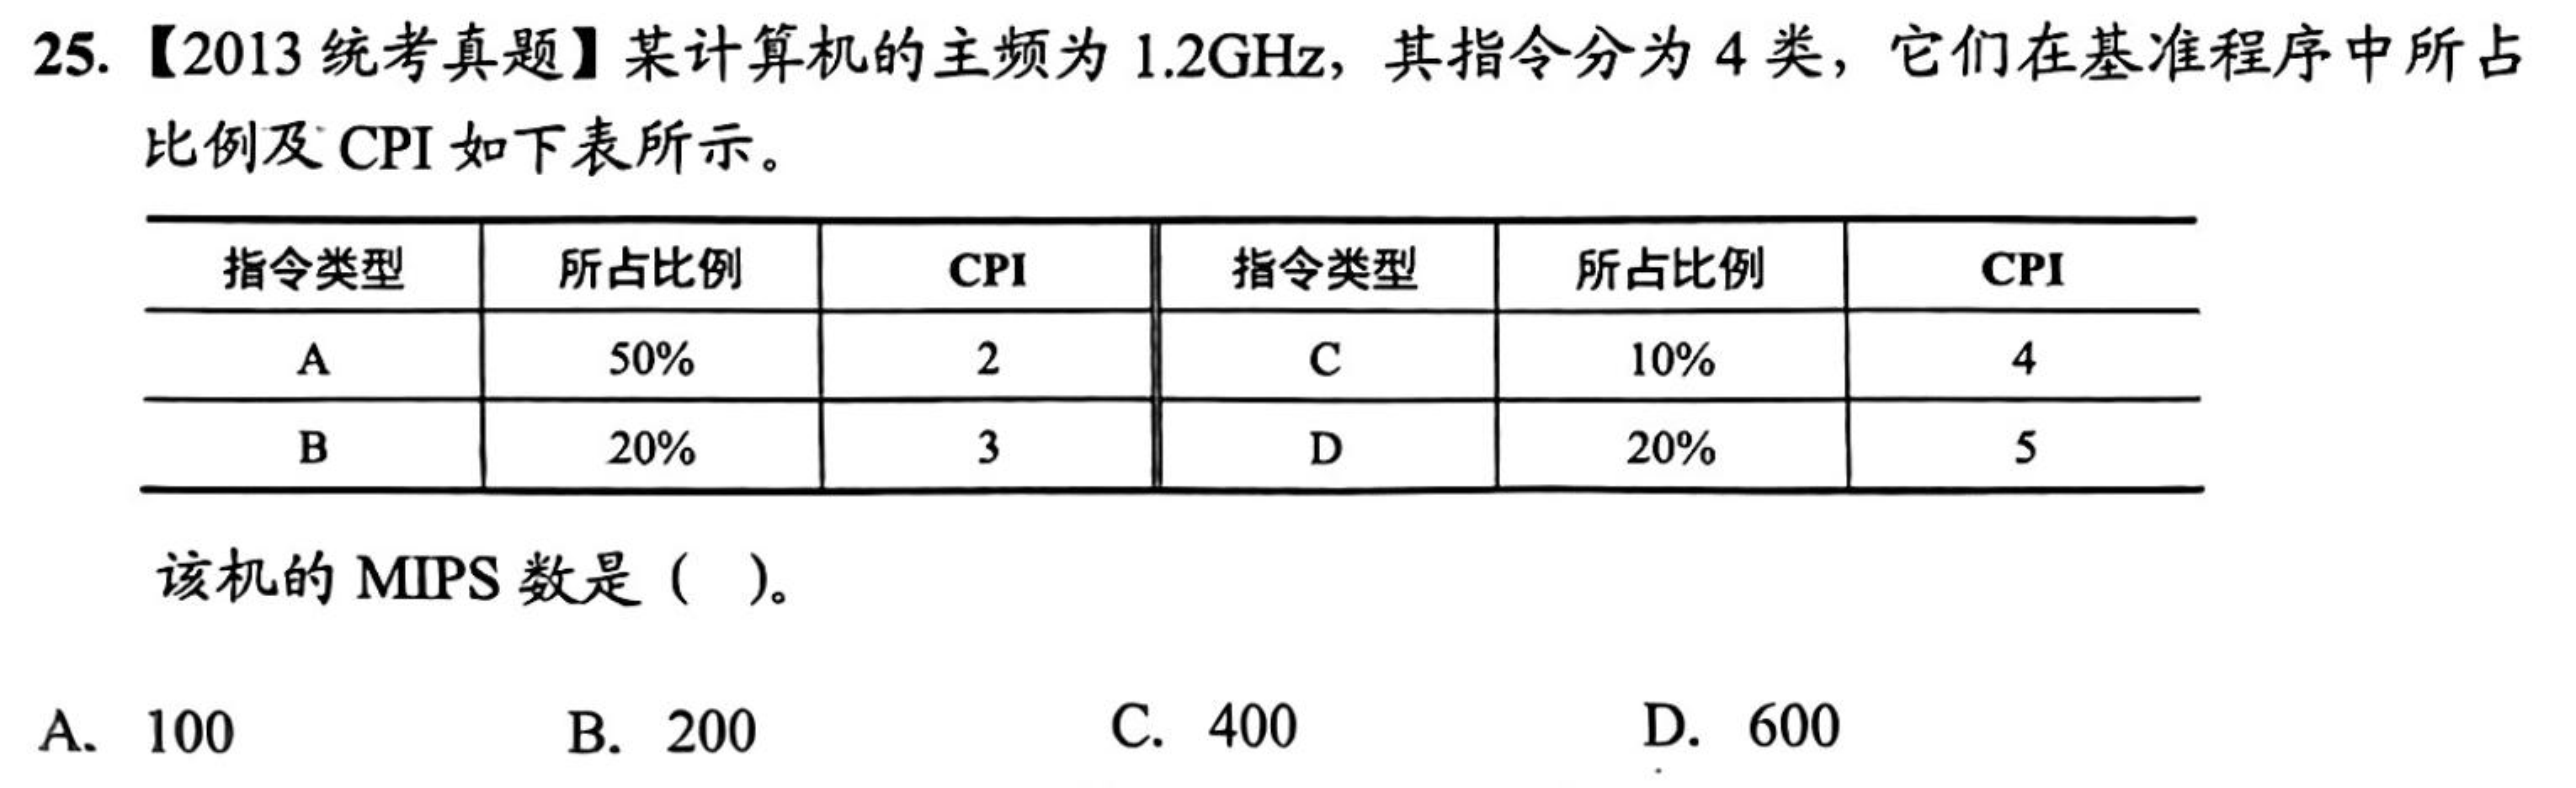 25.【2013统考真题】某计算机的主频为 1.2GHz，其指令分为 4 类，它们在基准程序中所占
比例及 CPI 如下表所示。
指令类型 所占比例 CPI 指令类型 所占比例 CPI
A 50% 2 C 10% 4
B 20% 3 D 20% 5
该机的 MIPS 数是（ ）。
A、 100 B. 200 C. 400 D. 600